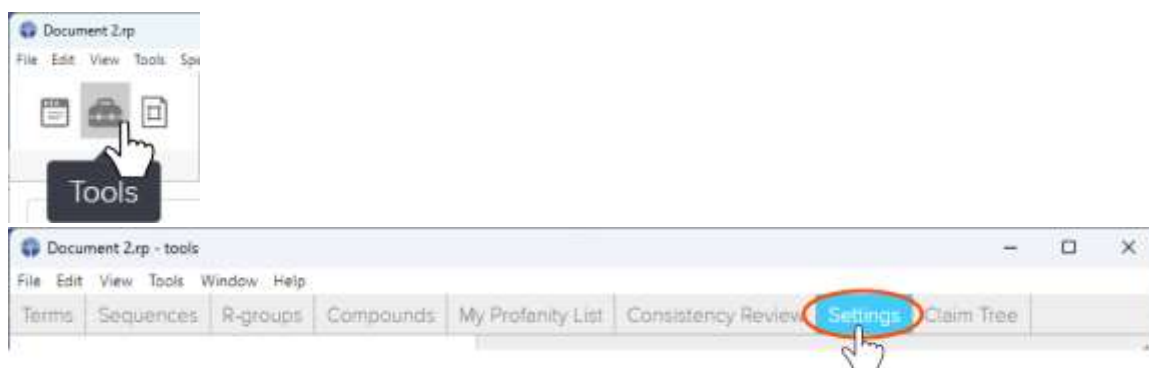 Document 2.rp
File Edit View Tools Spe
Tools
Document 2.rp - tools
File Edit View Tools Window Help
Terms Sequences R-groups Compounds My Profanity List Consistency Review Settings Claim Tree